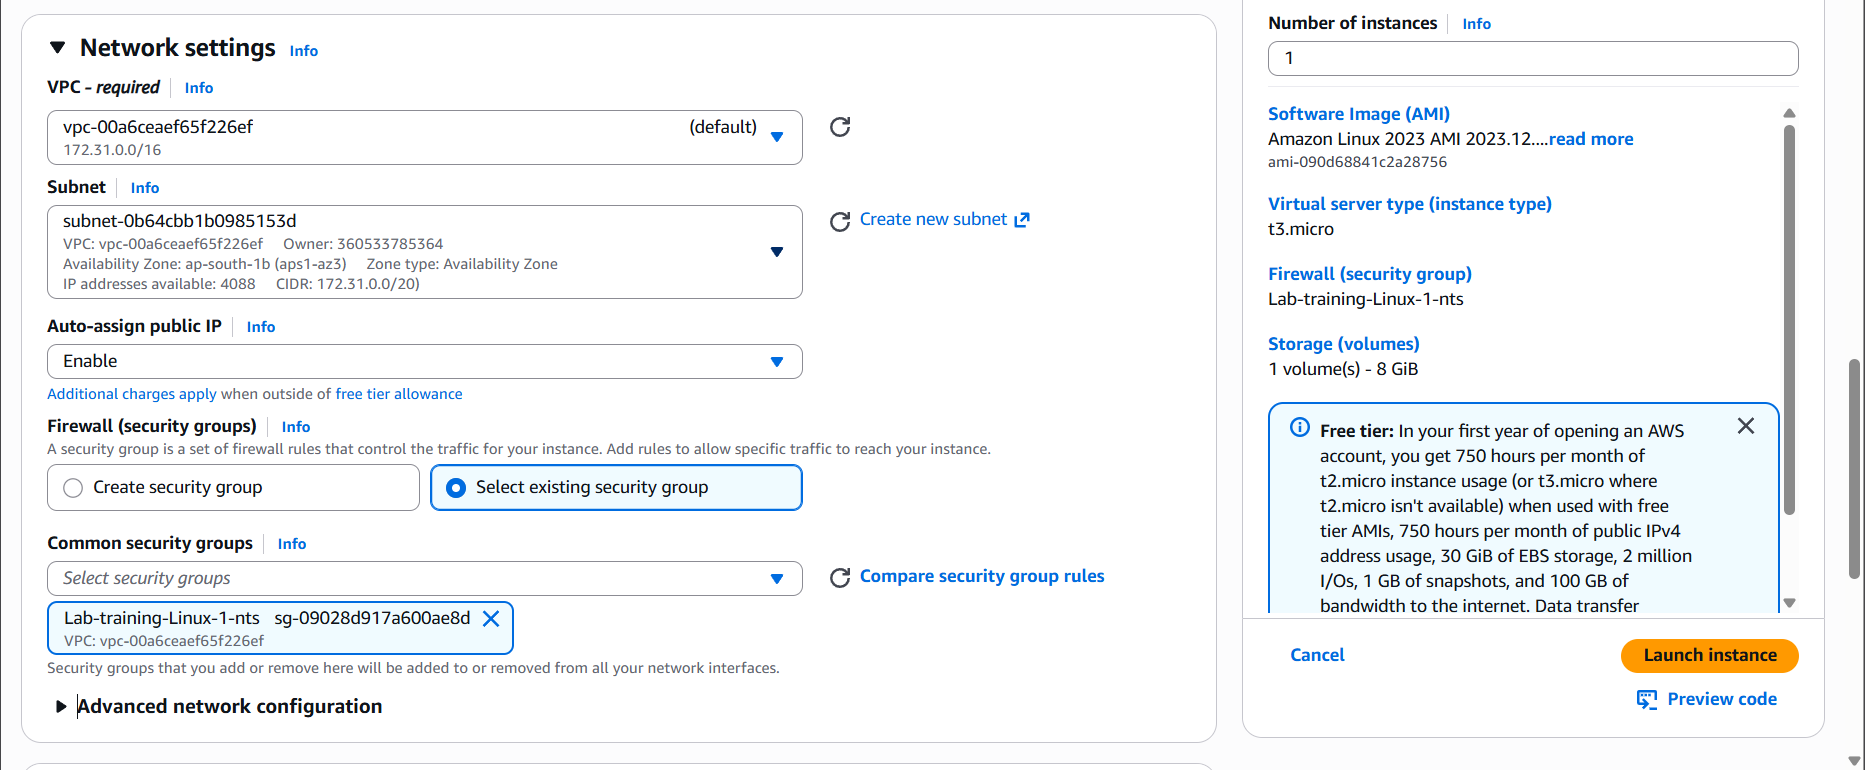 Network settings Info
VPC - required Info
vpc-00a6ceaef65f226ef (default)
172.31.0.0/16
Subnet Info
subnet-0b64cbb1b0985153d
VPC: vpc-00a6ceaef65f226ef Owner: 360533785364
Availability Zone: ap-south-1b (aps1-az3) Zone type: Availability Zone
IP addresses available: 4088 CIDR: 172.31.0.0/20)
Create new subnet
Auto-assign public IP Info
Enable
Additional charges apply when outside of free tier allowance
Firewall (security groups) Info
A security group is a set of firewall rules that control the traffic for your instance. Add rules to allow specific traffic to reach your instance.
Create security group
Select existing security group
Common security groups Info
Select security groups
Compare security group rules
Lab-training-Linux-1-nts sg-09028d917a600ae8d
VPC: vpc-00a6ceaef65f226ef
Security groups that you add or remove here will be added to or removed from all your network interfaces.
Advanced network configuration
Number of instances Info
1
Software Image (AMI)
Amazon Linux 2023 AMI 2023.12....read more
ami-090d68841c2a28756
Virtual server type (instance type)
t3.micro
Firewall (security group)
Lab-training-Linux-1-nts
Storage (volumes)
1 volume(s) - 8 GiB
Free tier: In your first year of opening an AWS
account, you get 750 hours per month of
t2.micro instance usage (or t3.micro where
t2.micro isn't available) when used with free
tier AMIs, 750 hours per month of public IPv4
address usage, 30 GiB of EBS storage, 2 million
I/Os, 1 GB of snapshots, and 100 GB of
bandwidth to the internet. Data transfer
Cancel
Launch instance
Preview code